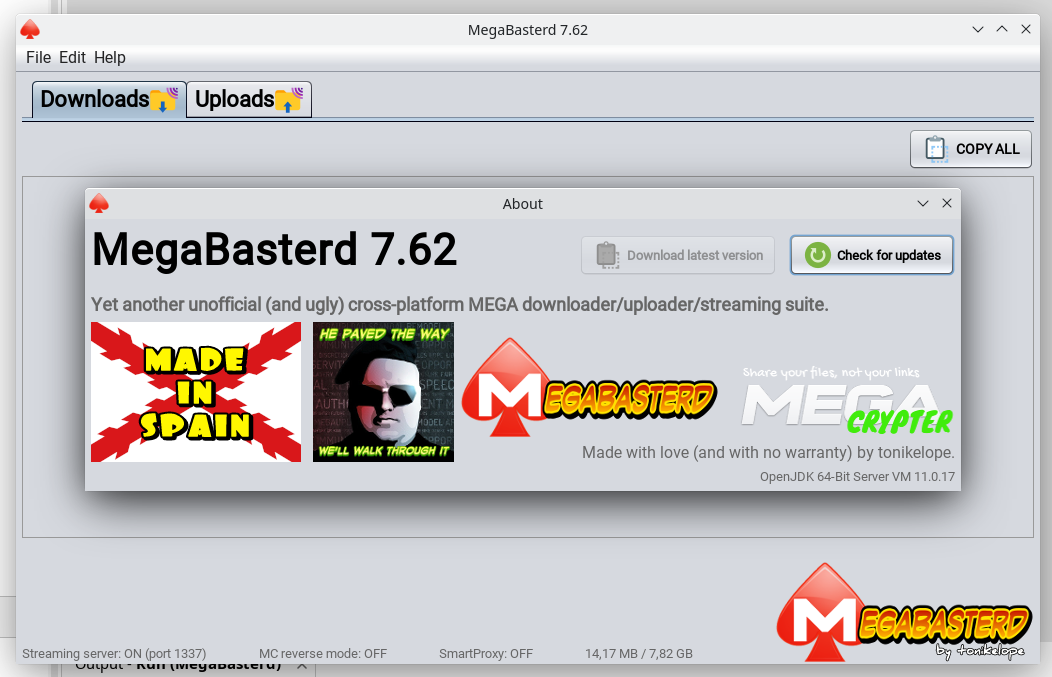 MegaBasterd 7.62
File Edit Help
Downloads Uploads
COPY ALL
About
MegaBasterd 7.62
Download latest version
Check for updates
Yet another unofficial (and ugly) cross-platform MEGA downloader/uploader/streaming suite.
MADE
IN
SPAIN
HE PAVED THE WAY
WE'LL WALK THROUGH IT
MEGABASTERD
Share your files, not your links
MEGA
CRYPTER
Made with love (and with no warranty) by tonikelope.
OpenJDK 64-Bit Server VM 11.0.17
MEGABASTERD
by tonikelope
Streaming server: ON (port 1337) MC reverse mode: OFF SmartProxy: OFF 14,17 MB / 7,82 GB
Output - Run (MegaBasterd)